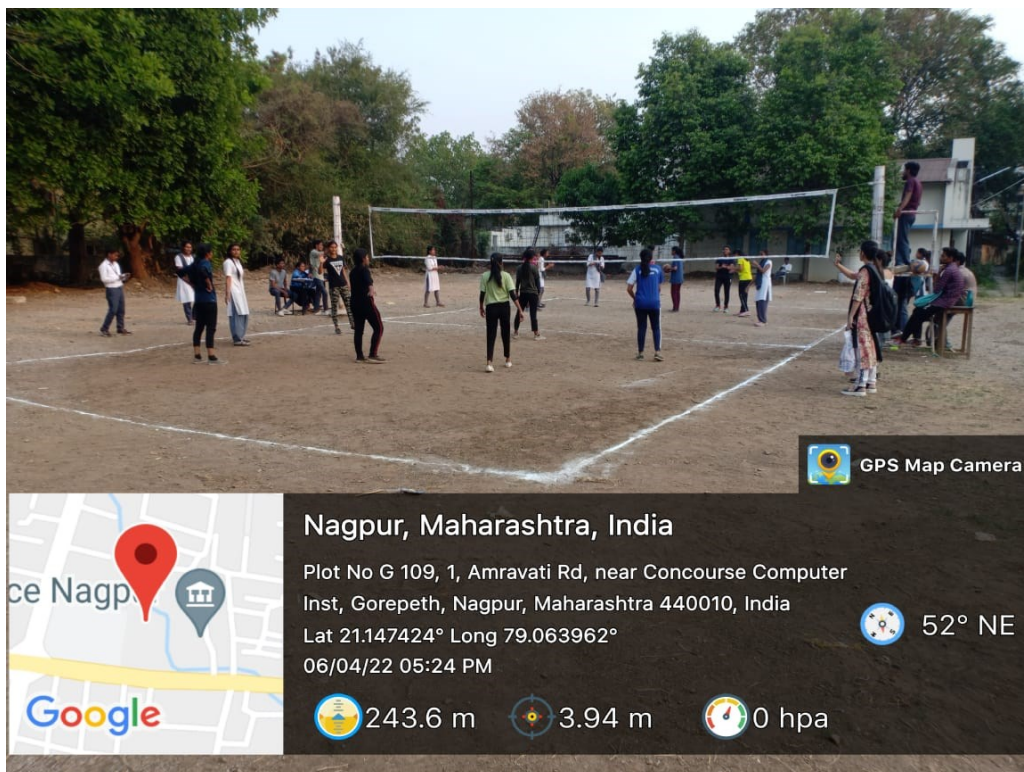 GPS Map Camera
Nagpur, Maharashtra, India
Plot No G 109, 1, Amravati Rd, near Concourse Computer
Inst, Gorepeth, Nagpur, Maharashtra 440010, India
Lat 21.147424° Long 79.063962°
06/04/22 05:24 PM
52° NE
243.6 m
3.94 m
0 hpa
ce Nagp
Google